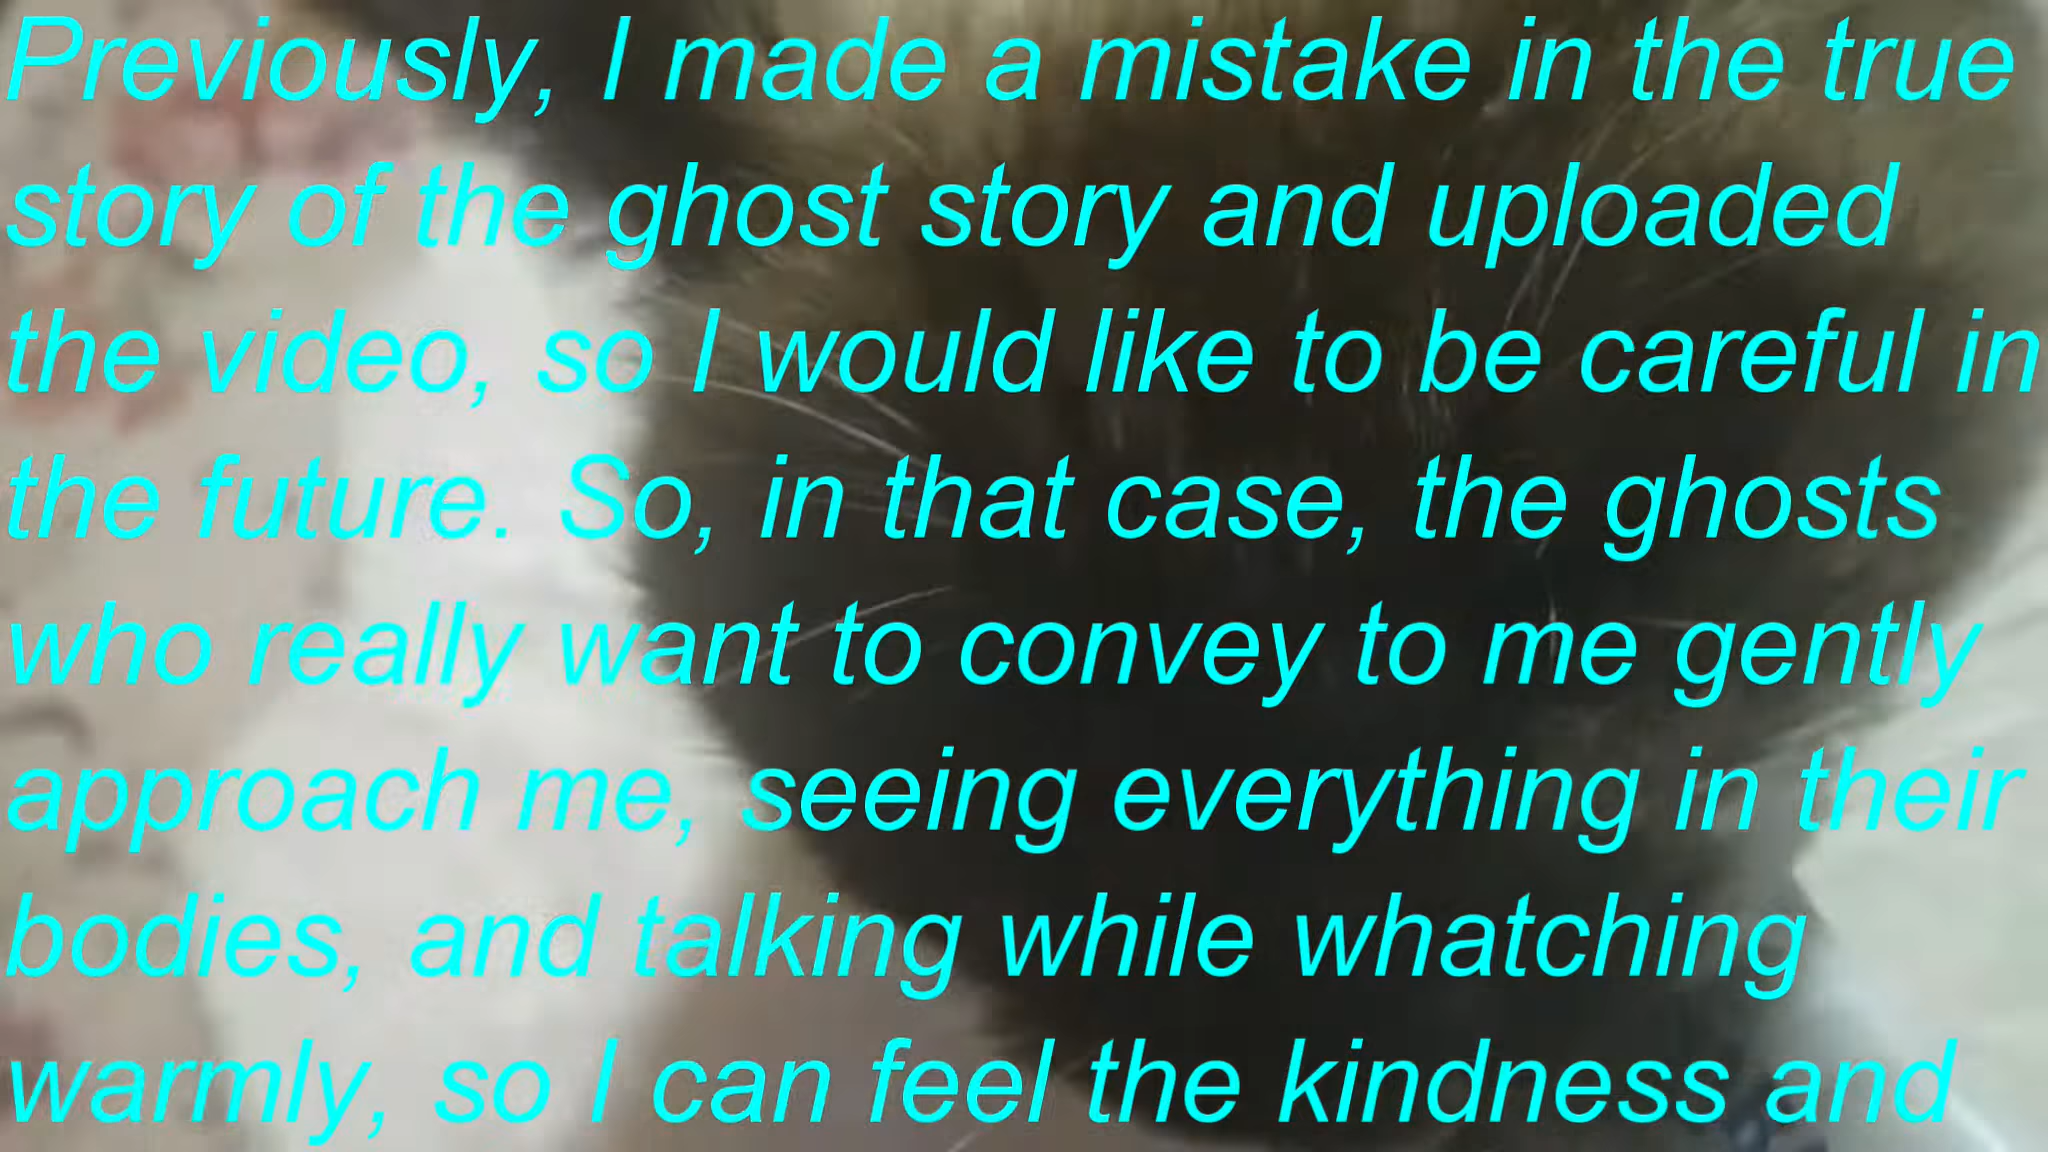 Previously, I made a mistake in the true
story of the ghost story and uploaded
the video, so I would like to be careful in
the future. So, in that case, the ghosts
who really want to convey to me gently
approach me, seeing everything in their
bodies, and talking while whatching
warmly, so I can feel the kindness and